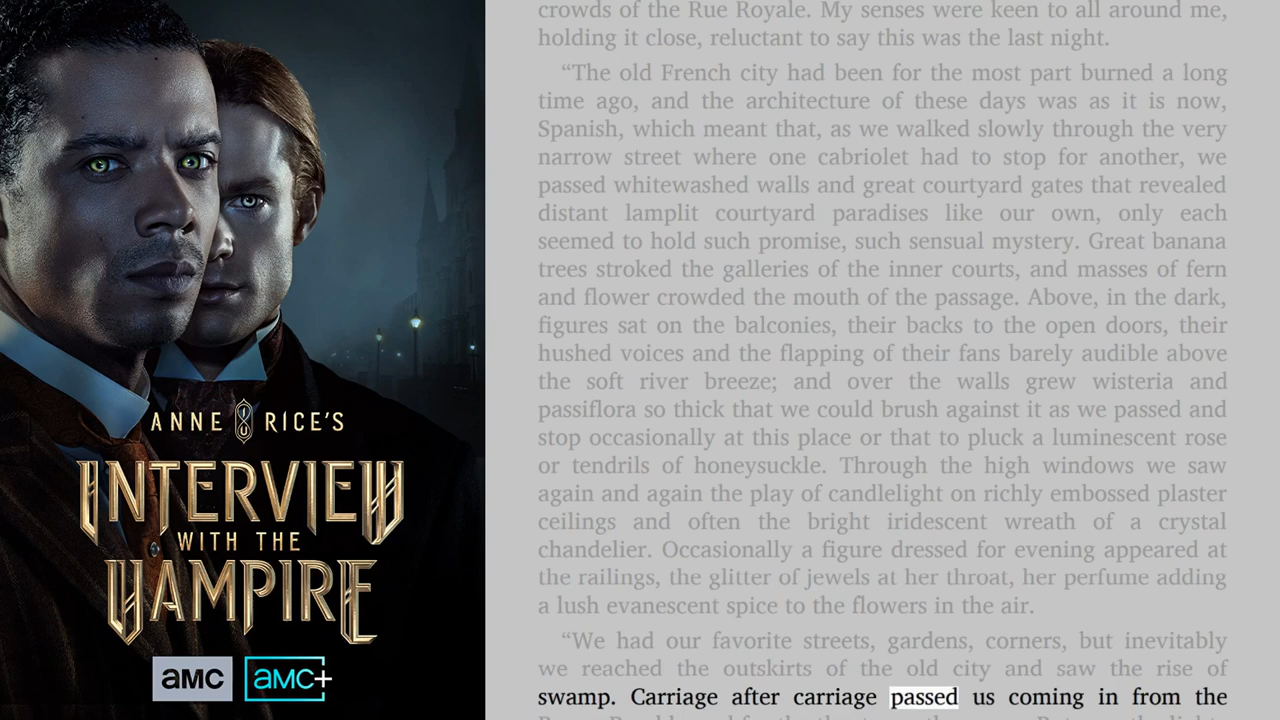 ANNE RICE'S
INTERVIEW
WITH THE
VAMPIRE
amc
amc+
crowds of the Rue Royale. My senses were keen to all around me,
holding it close, reluctant to say this was the last night.
“The old French city had been for the most part burned a long
time ago, and the architecture of these days was as it is now,
Spanish, which meant that, as we walked slowly through the very
narrow street where one cabriolet had to stop for another, we
passed whitewashed walls and great courtyard gates that revealed
distant lamplit courtyard paradises like our own, only each
seemed to hold such promise, such sensual mystery. Great banana
trees stroked the galleries of the inner courts, and masses of fern
and flower crowded the mouth of the passage. Above, in the dark,
figures sat on the balconies, their backs to the open doors, their
hushed voices and the flapping of their fans barely audible above
the soft river breeze; and over the walls grew wisteria and
passiflora so thick that we could brush against it as we passed and
stop occasionally at this place or that to pluck a luminescent rose
or tendrils of honeysuckle. Through the high windows we saw
again and again the play of candlelight on richly embossed plaster
ceilings and often the bright iridescent wreath of a crystal
chandelier. Occasionally a figure dressed for evening appeared at
the railings, the glitter of jewels at her throat, her perfume adding
a lush evanescent spice to the flowers in the air.
“We had our favorite streets, gardens, corners, but inevitably
we reached the outskirts of the old city and saw the rise of
swamp. Carriage after carriage passed us coming in from the